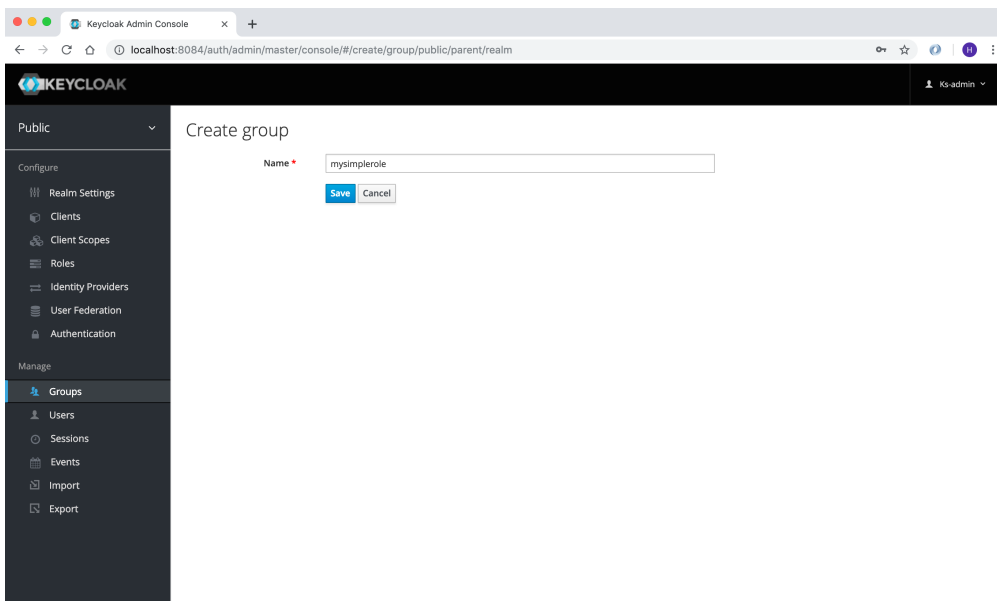 Keycloak Admin Console
localhost:8084/auth/admin/master/console/#/create/group/public/parent/realm
H
KEYCLOAK
Ks-admin
Public
Create group
Name *
mysimplerole
Save
Cancel
Configure
Realm Settings
Clients
Client Scopes
Roles
Identity Providers
User Federation
Authentication
Manage
Groups
Users
Sessions
Events
Import
Export